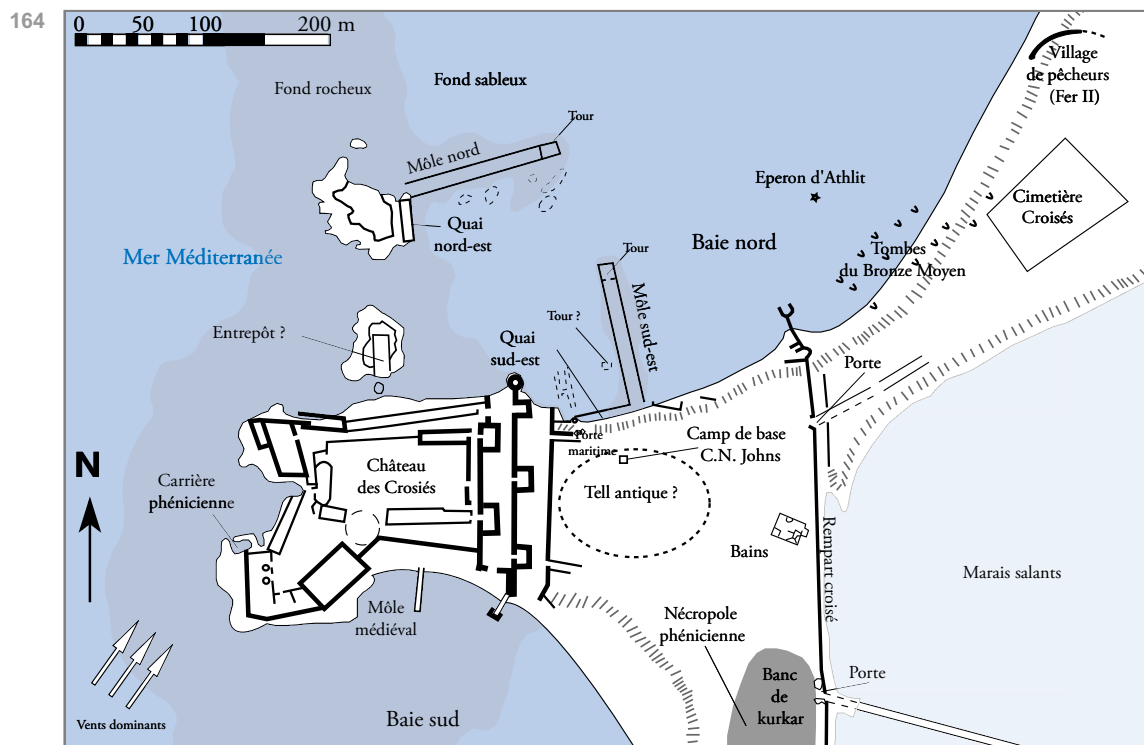 164
0 50 100 200 m
Fond rocheux
Fond sableux
Tour
Môle nord
Quai
nord-est
Mer Méditerranée
Village
de pêcheurs
(Fer II)
Cimetière
Croisés
Eperon d'Athlit
Baie nord
Tombes
du Bronze Moyen
Tour
Môle sud-est
Tour ?
Entrepôt ?
Quai
sud-est
Porte
Porte
maritime
Camp de base
C.N. Johns
Château
des Crosiés
Tell antique ?
N
Carrière
phénicienne
Bains
Rempart croisé
Marais salants
Môle
médiéval
Nécropole
phénicienne
Banc
de
kurkar
Porte
Vents dominants
Baie sud